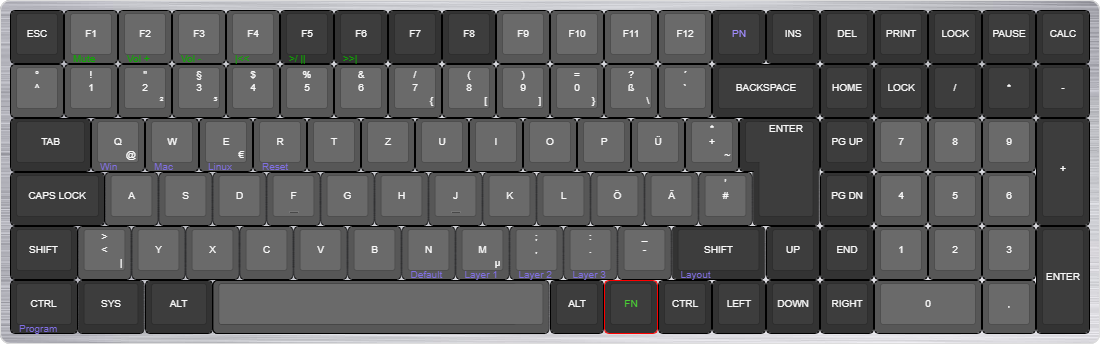 ESC F1 F2 F3 F4 F5 F6 F7 F8 F9 F10 F11 F12 PN INS DEL PRINT LOCK PAUSE CALC
Mute Vol + Vol - |<< >/ || >>|
° ! " § $ % & / ( ) = ? ´
^ 1 2 3 4 5 6 7 8 9 0 ß ` BACKSPACE HOME LOCK / * -
² ³ { [ ] } \
TAB Q W E R T Z U I O P Ü * + ENTER PG UP 7 8 9 +
@ € ~
Win Mac Linux Reset
CAPS LOCK A S D F G H J K L Ö Ä ' # PG DN 4 5 6
_ _
SHIFT > < Y X C V B N M ; , : . _ - SHIFT UP END 1 2 3 ENTER
| µ
Default Layer 1 Layer 2 Layer 3 Layout
CTRL SYS ALT ALT FN CTRL LEFT DOWN RIGHT 0 .
Program